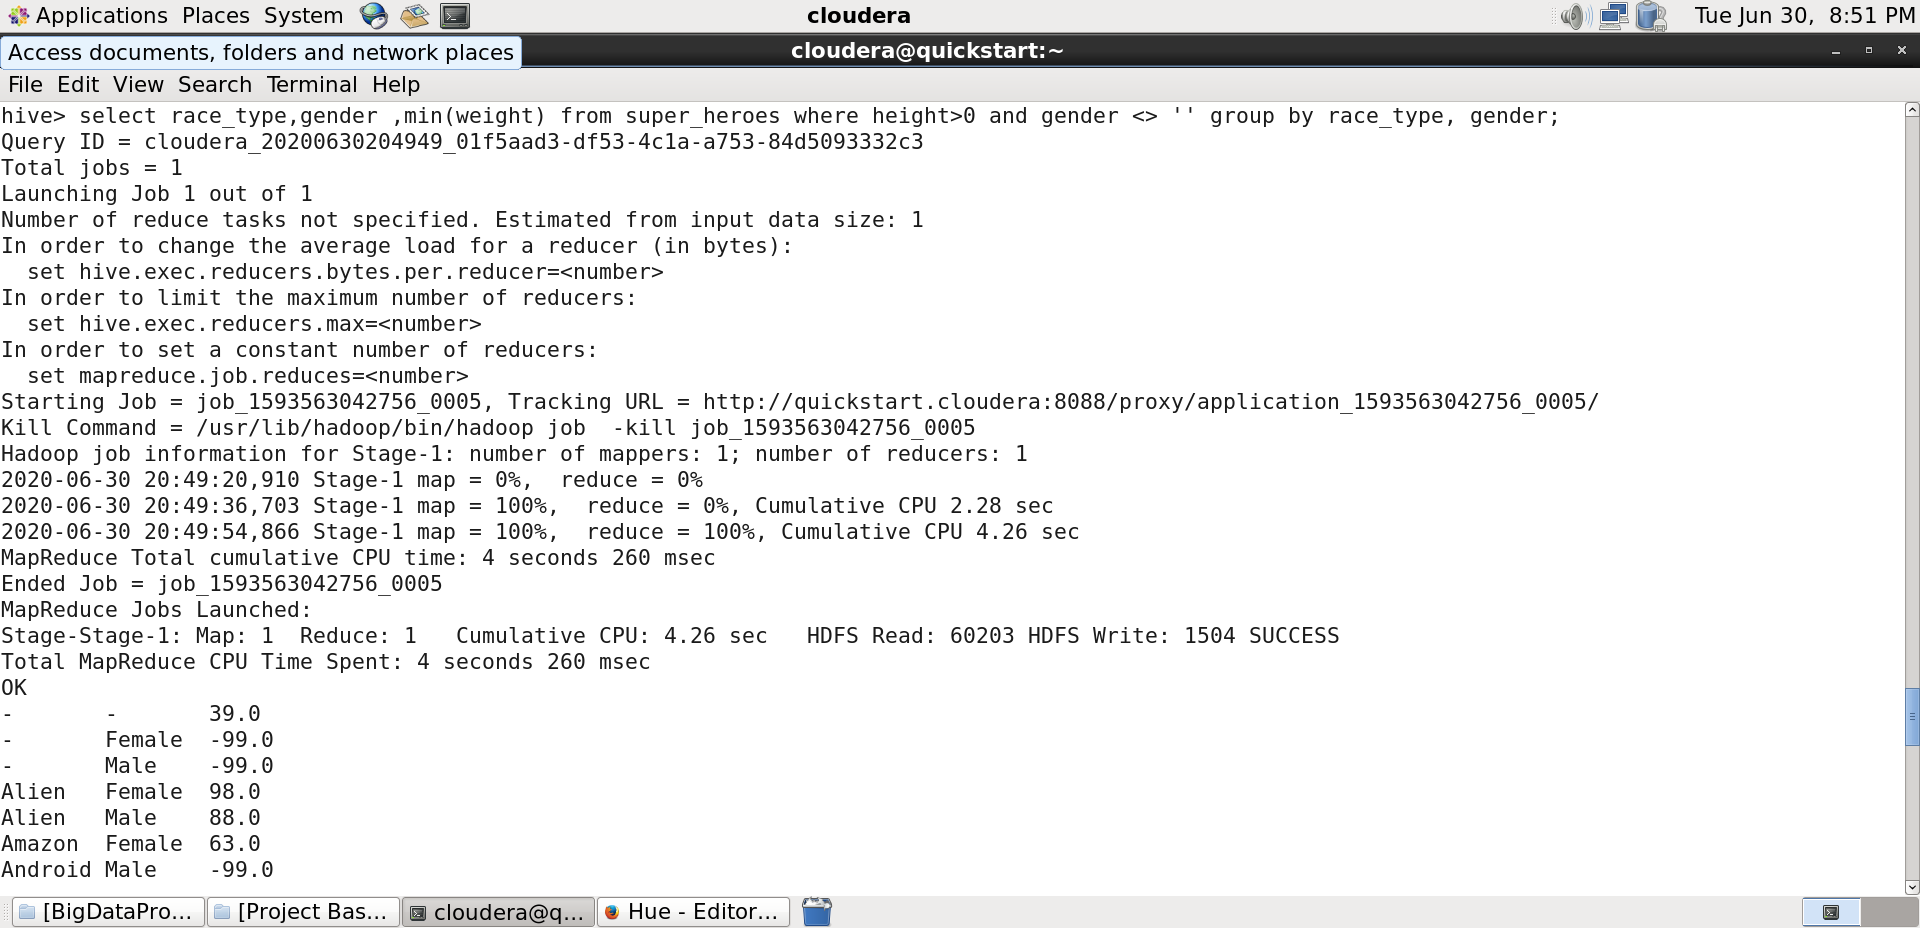 Applications Places System cloudera Tue Jun 30, 8:51 PM
Access documents, folders and network places cloudera@quickstart:~
File Edit View Search Terminal Help
hive> select race_type,gender ,min(weight) from super_heroes where height>0 and gender <> '' group by race_type, gender;
Query ID = cloudera_20200630204949_01f5aad3-df53-4c1a-a753-84d5093332c3
Total jobs = 1
Launching Job 1 out of 1
Number of reduce tasks not specified. Estimated from input data size: 1
In order to change the average load for a reducer (in bytes):
  set hive.exec.reducers.bytes.per.reducer=<number>
In order to limit the maximum number of reducers:
  set hive.exec.reducers.max=<number>
In order to set a constant number of reducers:
  set mapreduce.job.reduces=<number>
Starting Job = job_1593563042756_0005, Tracking URL = http://quickstart.cloudera:8088/proxy/application_1593563042756_0005/
Kill Command = /usr/lib/hadoop/bin/hadoop job  -kill job_1593563042756_0005
Hadoop job information for Stage-1: number of mappers: 1; number of reducers: 1
2020-06-30 20:49:20,910 Stage-1 map = 0%,  reduce = 0%
2020-06-30 20:49:36,703 Stage-1 map = 100%,  reduce = 0%, Cumulative CPU 2.28 sec
2020-06-30 20:49:54,866 Stage-1 map = 100%,  reduce = 100%, Cumulative CPU 4.26 sec
MapReduce Total cumulative CPU time: 4 seconds 260 msec
Ended Job = job_1593563042756_0005
MapReduce Jobs Launched:
Stage-Stage-1: Map: 1  Reduce: 1   Cumulative CPU: 4.26 sec   HDFS Read: 60203 HDFS Write: 1504 SUCCESS
Total MapReduce CPU Time Spent: 4 seconds 260 msec
OK
-       -       39.0
-       Female  -99.0
-       Male    -99.0
Alien   Female  98.0
Alien   Male    88.0
Amazon  Female  63.0
Android Male    -99.0
[BigDataPro... [Project Bas... cloudera@q... Hue - Editor...